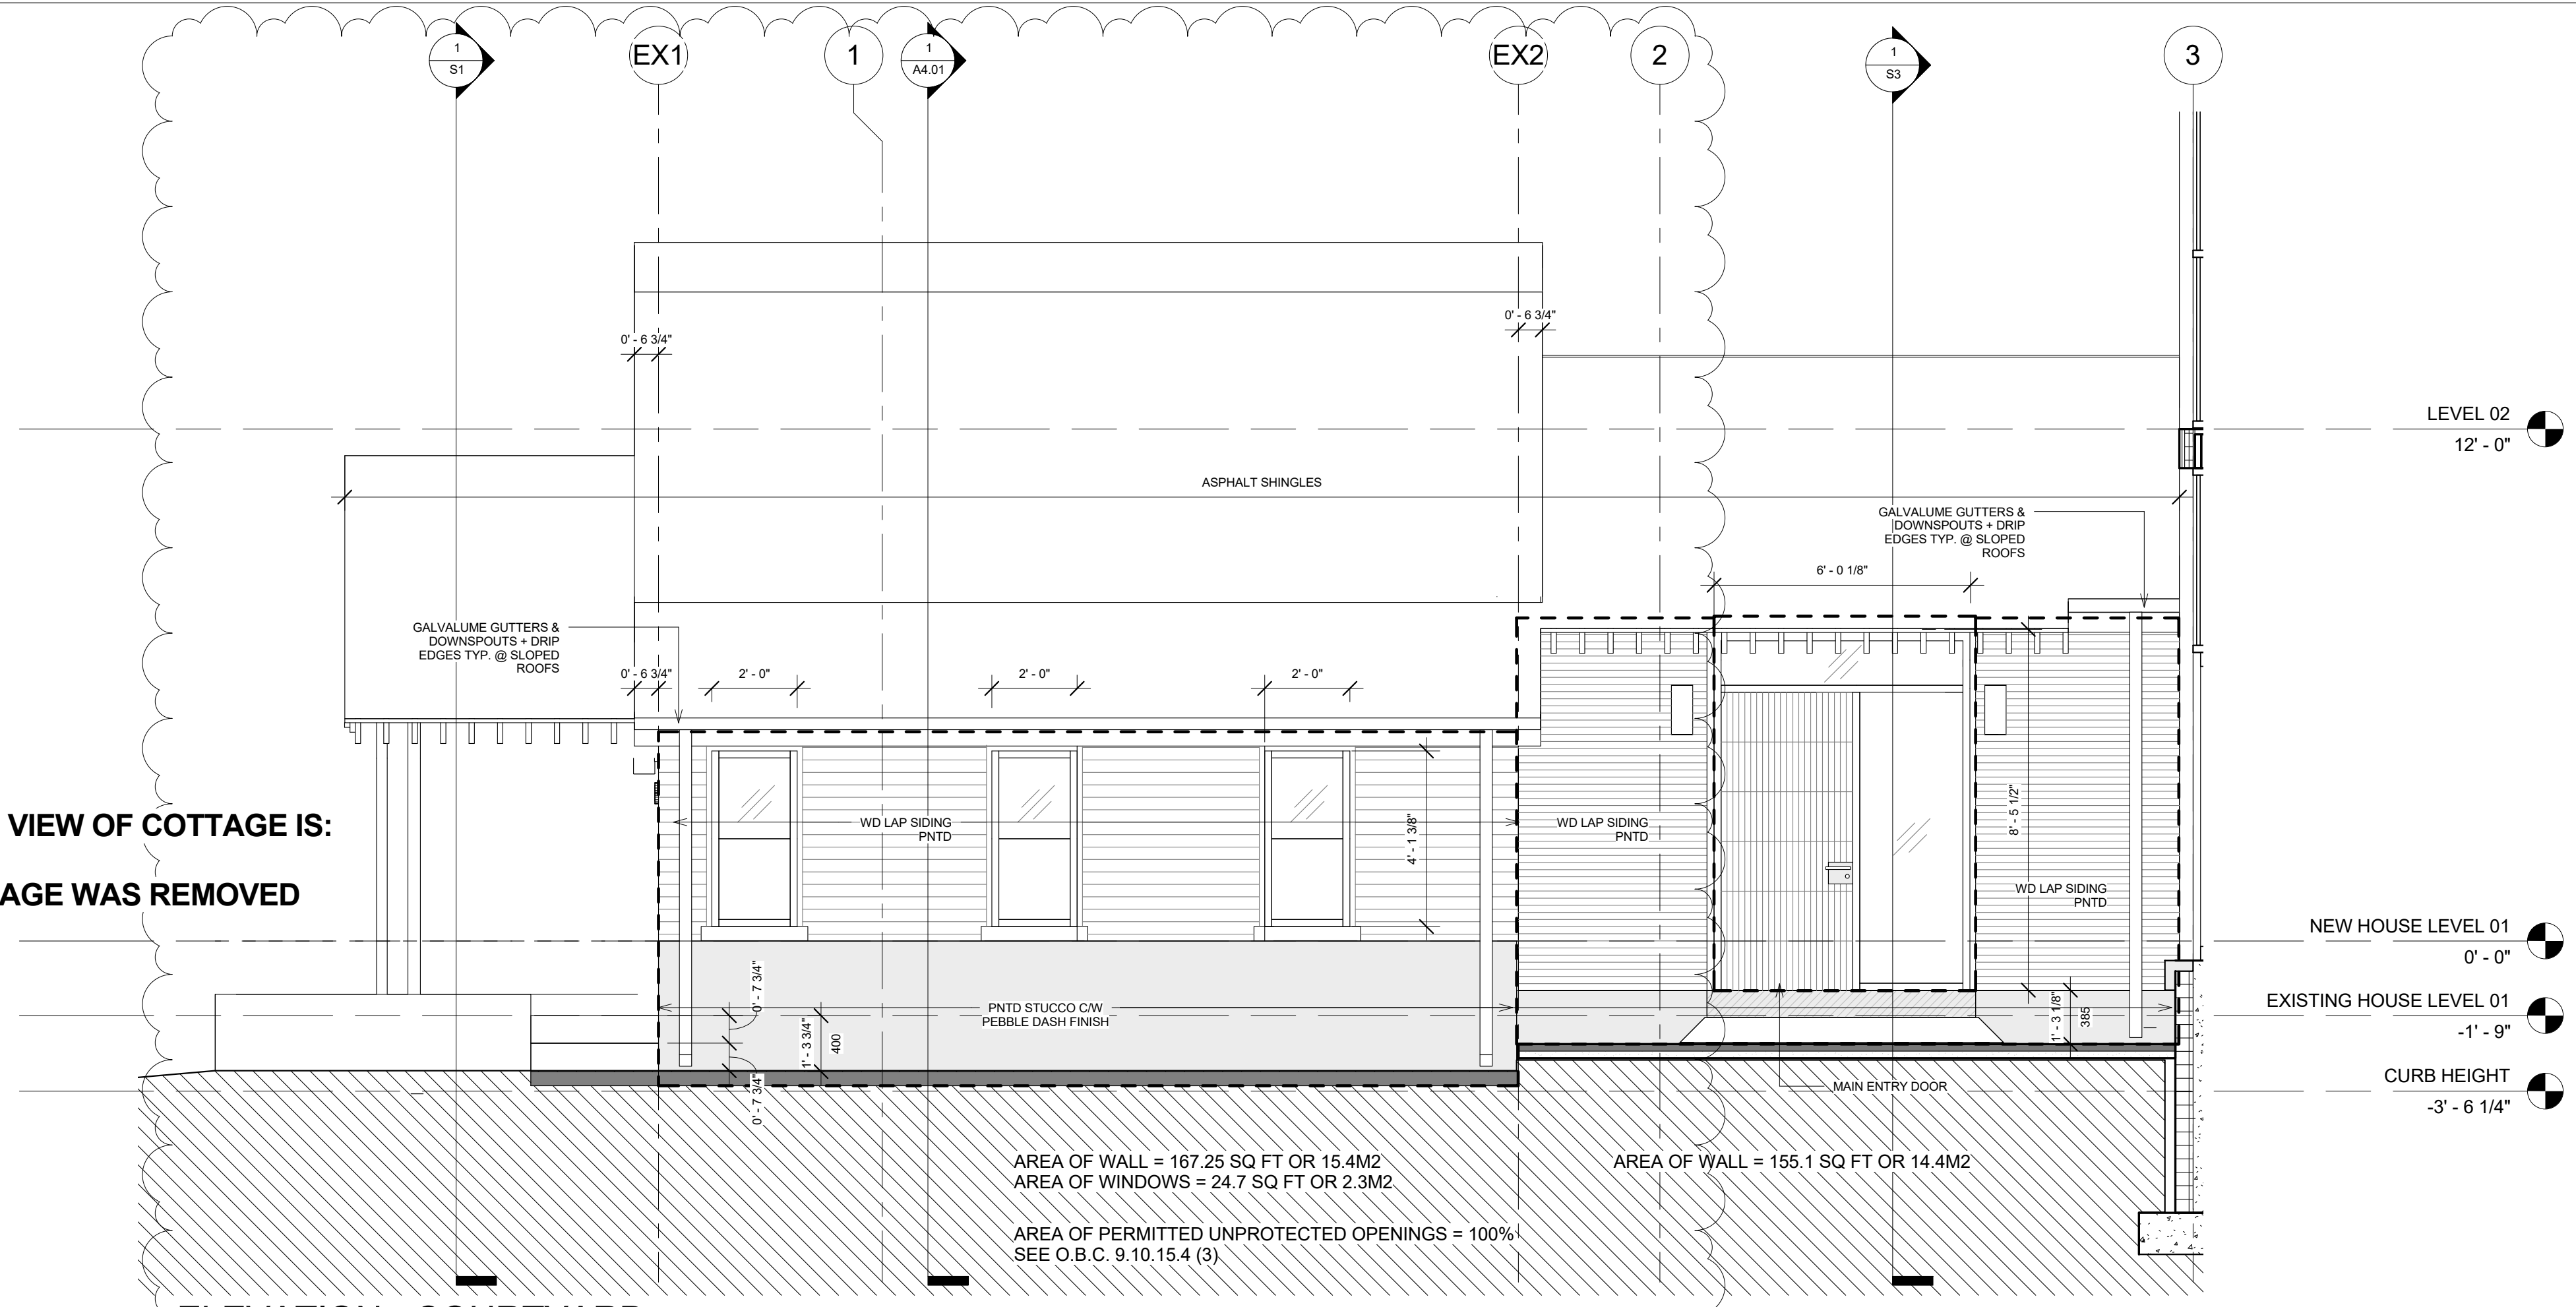 1
S1
EX1
1
1
A4.01
EX2
2
1
S3
3
0' - 6 3/4"
0' - 6 3/4"
LEVEL 02
12' - 0"
ASPHALT SHINGLES
GALVALUME GUTTERS &
DOWNSPOUTS + DRIP
EDGES TYP. @ SLOPED
ROOFS
6' - 0 1/8"
GALVALUME GUTTERS &
DOWNSPOUTS + DRIP
EDGES TYP. @ SLOPED
ROOFS
0' - 6 3/4"
2' - 0"
2' - 0"
2' - 0"
VIEW OF COTTAGE IS:
AGE WAS REMOVED
WD LAP SIDING
PNTD
4' - 1 3/8"
WD LAP SIDING
PNTD
8' - 5 1/2"
WD LAP SIDING
PNTD
NEW HOUSE LEVEL 01
0' - 0"
0' - 7 3/4"
PNTD STUCCO C/W
PEBBLE DASH FINISH
EXISTING HOUSE LEVEL 01
-1' - 9"
1' - 3 3/4"
400
1' - 3 1/8"
385
0' - 7 3/4"
MAIN ENTRY DOOR
CURB HEIGHT
-3' - 6 1/4"
AREA OF WALL = 167.25 SQ FT OR 15.4M2
AREA OF WINDOWS = 24.7 SQ FT OR 2.3M2
AREA OF WALL = 155.1 SQ FT OR 14.4M2
AREA OF PERMITTED UNPROTECTED OPENINGS = 100%
SEE O.B.C. 9.10.15.4 (3)
ELEVATION - COURTYARD